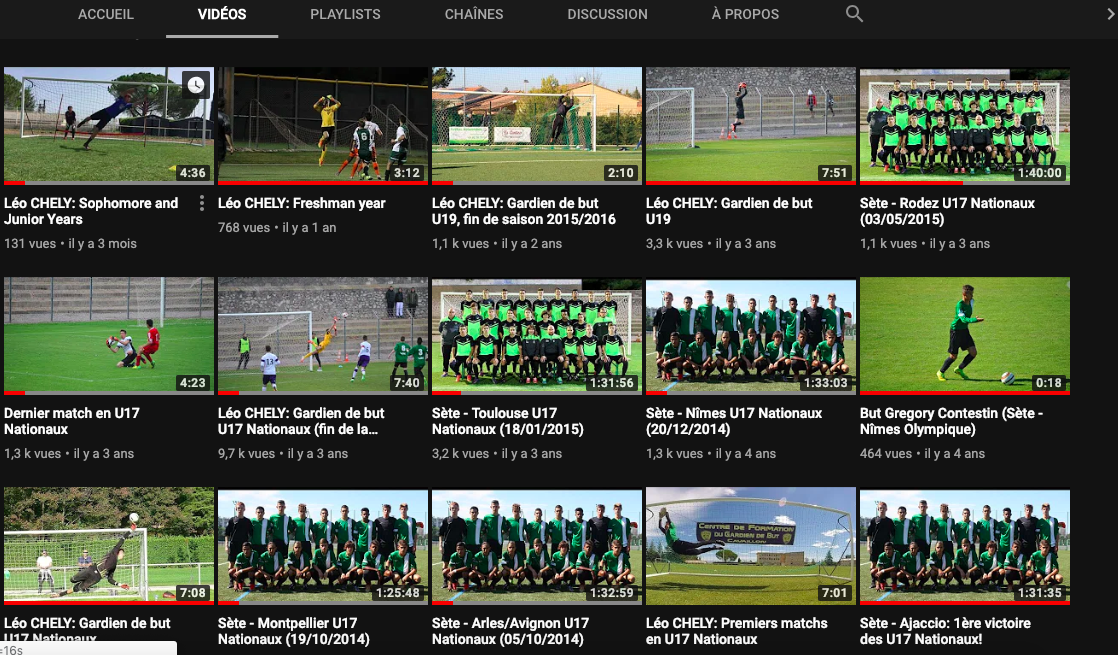 ACCUEIL VIDÉOS PLAYLISTS CHAÎNES DISCUSSION À PROPOS
4:36 3:12 2:10 7:51 1:40:00
Léo CHELY: Sophomore and
Junior Years
131 vues • il y a 3 mois
Léo CHELY: Freshman year
768 vues • il y a 1 an
Léo CHELY: Gardien de but
U19, fin de saison 2015/2016
1,1 k vues • il y a 2 ans
Léo CHELY: Gardien de but
U19
3,3 k vues • il y a 3 ans
Sète - Rodez U17 Nationaux
(03/05/2015)
1,1 k vues • il y a 3 ans
4:23 7:40 1:31:56 1:33:03 0:18
Dernier match en U17
Nationaux
1,3 k vues • il y a 3 ans
Léo CHELY: Gardien de but
U17 Nationaux (fin de la...
9,7 k vues • il y a 3 ans
Sète - Toulouse U17
Nationaux (18/01/2015)
3,2 k vues • il y a 3 ans
Sète - Nîmes U17 Nationaux
(20/12/2014)
1,3 k vues • il y a 4 ans
But Gregory Contestin (Sète -
Nîmes Olympique)
464 vues • il y a 4 ans
CENTRE DE FORMATION
DU GARDIEN DE BUT
CAVAILLON
7:08 1:25:48 1:32:59 7:01 1:31:35
Léo CHELY: Gardien de but
U17 Nationaux
Sète - Montpellier U17
Nationaux (19/10/2014)
Sète - Arles/Avignon U17
Nationaux (05/10/2014)
Léo CHELY: Premiers matchs
en U17 Nationaux
Sète - Ajaccio: 1ère victoire
des U17 Nationaux!
=16s